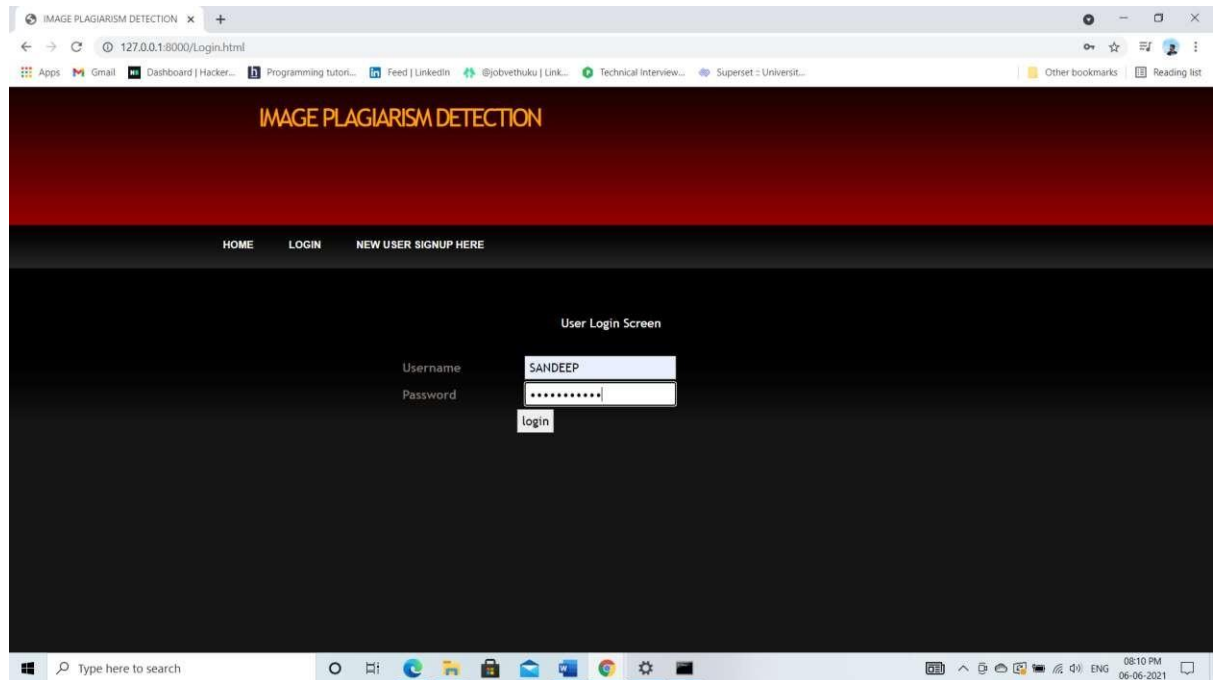 IMAGE PLAGIARISM DETECTION
127.0.0.1:8000/Login.html
Apps Gmail Dashboard | Hacker... Programming tutori... Feed | LinkedIn @jobvethuku | Link... Technical Interview... Superset :: Universit... Other bookmarks Reading list
IMAGE PLAGIARISM DETECTION
HOME LOGIN NEW USER SIGNUP HERE
User Login Screen
Username SANDEEP
Password •••••••••••
login
Type here to search ENG 08:10 PM
06-06-2021